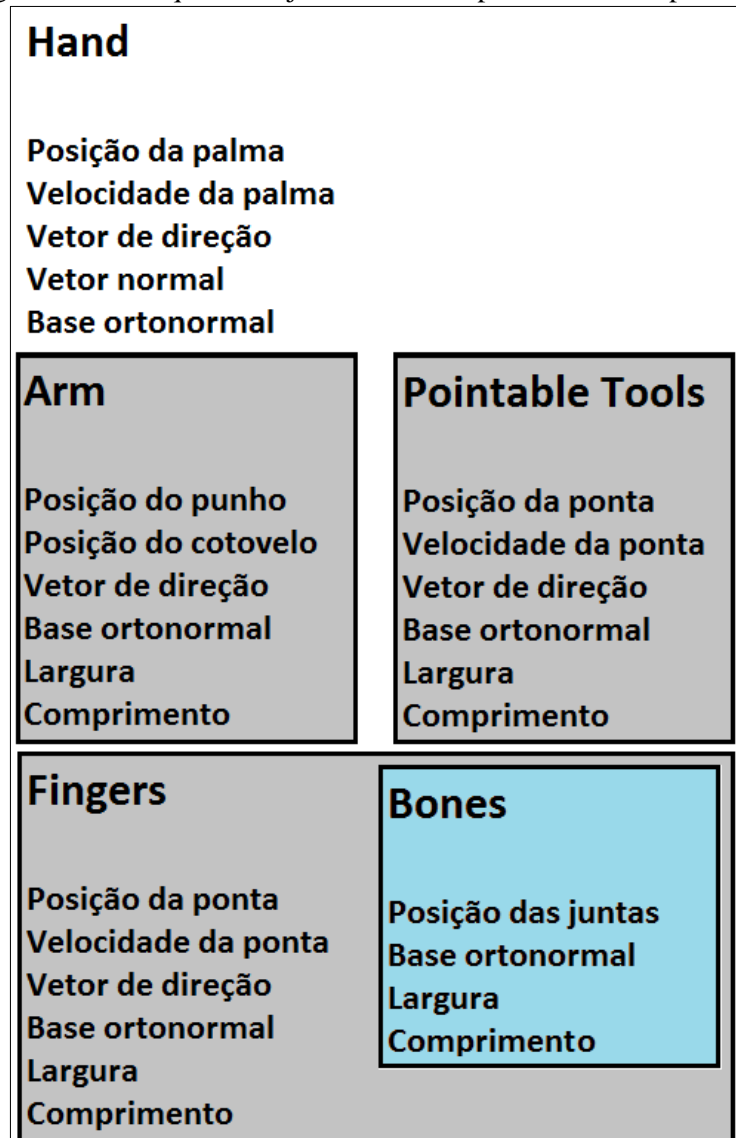 Hand
Posição da palma
Velocidade da palma
Vetor de direção
Vetor normal
Base ortonormal
Arm
Posição do punho
Posição do cotovelo
Vetor de direção
Base ortonormal
Largura
Comprimento
Pointable Tools
Posição da ponta
Velocidade da ponta
Vetor de direção
Base ortonormal
Largura
Comprimento
Fingers
Posição da ponta
Velocidade da ponta
Vetor de direção
Base ortonormal
Largura
Comprimento
Bones
Posição das juntas
Base ortonormal
Largura
Comprimento